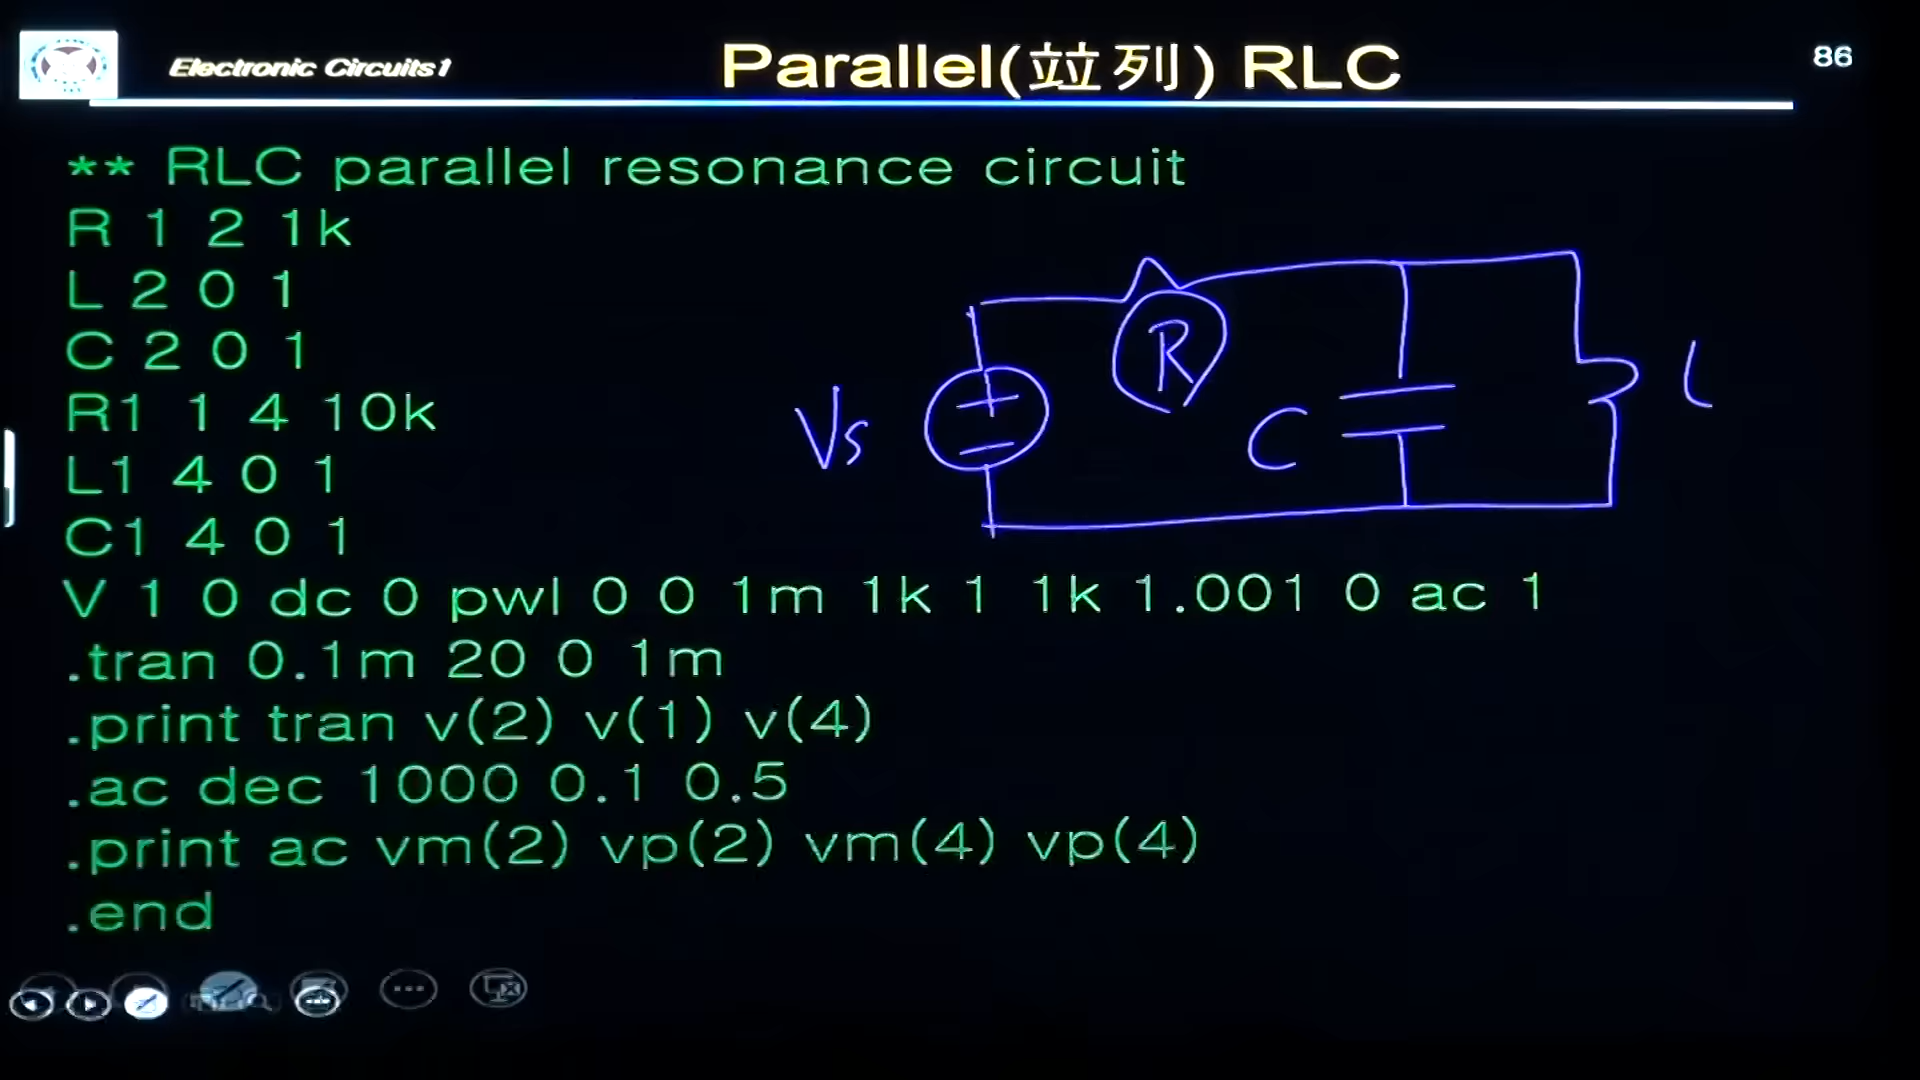 Electronic Circuits1
Parallel(竝列) RLC
86
** RLC parallel resonance circuit
R 1 2 1k
L 2 0 1
C 2 0 1
R1 1 4 10k
L1 4 0 1
C1 4 0 1
V 1 0 dc 0 pwl 0 0 1m 1k 1 1k 1.001 0 ac 1
.tran 0.1m 20 0 1m
.print tran v(2) v(1) v(4)
.ac dec 1000 0.1 0.5
.print ac vm(2) vp(2) vm(4) vp(4)
.end
Vs
R
C
L